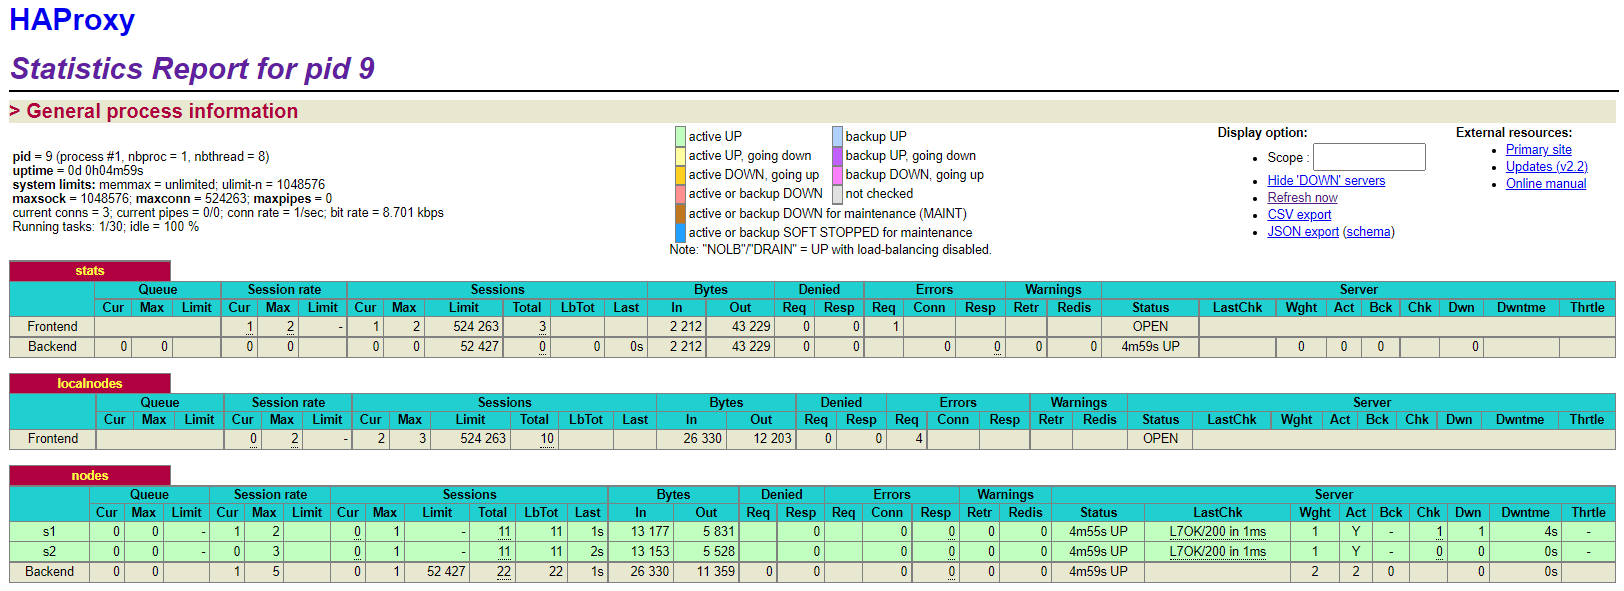 HAProxy
Statistics Report for pid 9
> General process information
pid = 9 (process #1, nbproc = 1, nbthread = 8)
uptime = 0d 0h04m59s
system limits: memmax = unlimited; ulimit-n = 1048576
maxsock = 1048576; maxconn = 524263; maxpipes = 0
current conns = 3; current pipes = 0/0; conn rate = 1/sec; bit rate = 8.701 kbps
Running tasks: 1/30; idle = 100 %
active UP backup UP
active UP, going down backup UP, going down
active DOWN, going up backup DOWN, going up
active or backup DOWN not checked
active or backup DOWN for maintenance (MAINT)
active or backup SOFT STOPPED for maintenance
Note: "NOLB"/"DRAIN" = UP with load-balancing disabled.
Display option:
• Scope :
• Hide 'DOWN' servers
• Refresh now
• CSV export
• JSON export (schema)
External resources:
• Primary site
• Updates (v2.2)
• Online manual
stats
Queue Session rate Sessions Bytes Denied Errors Warnings Server
Cur Max Limit Cur Max Limit Cur Max Limit Total LbTot Last In Out Req Resp Req Conn Resp Retr Redis Status LastChk Wght Act Bck Chk Dwn Dwntme Thrtle
Frontend 1 2 - 1 2 524 263 3 2 212 43 229 0 0 1 OPEN
Backend 0 0 0 0 0 0 52 427 0 0 0s 2 212 43 229 0 0 0 0 0 0 4m59s UP 0 0 0 0
localnodes
Queue Session rate Sessions Bytes Denied Errors Warnings Server
Cur Max Limit Cur Max Limit Cur Max Limit Total LbTot Last In Out Req Resp Req Conn Resp Retr Redis Status LastChk Wght Act Bck Chk Dwn Dwntme Thrtle
Frontend 0 2 - 2 3 524 263 10 26 330 12 203 0 0 4 OPEN
nodes
Queue Session rate Sessions Bytes Denied Errors Warnings Server
Cur Max Limit Cur Max Limit Cur Max Limit Total LbTot Last In Out Req Resp Req Conn Resp Retr Redis Status LastChk Wght Act Bck Chk Dwn Dwntme Thrtle
s1 0 0 - 1 2 0 1 - 11 11 1s 13 177 5 831 0 0 0 0 0 4m55s UP L7OK/200 in 1ms 1 Y - 1 1 4s -
s2 0 0 - 0 3 0 1 - 11 11 2s 13 153 5 528 0 0 0 0 0 4m59s UP L7OK/200 in 1ms 1 Y - 0 0 0s -
Backend 0 0 1 5 0 1 52 427 22 22 1s 26 330 11 359 0 0 0 0 0 0 4m59s UP 2 2 0 0 0s